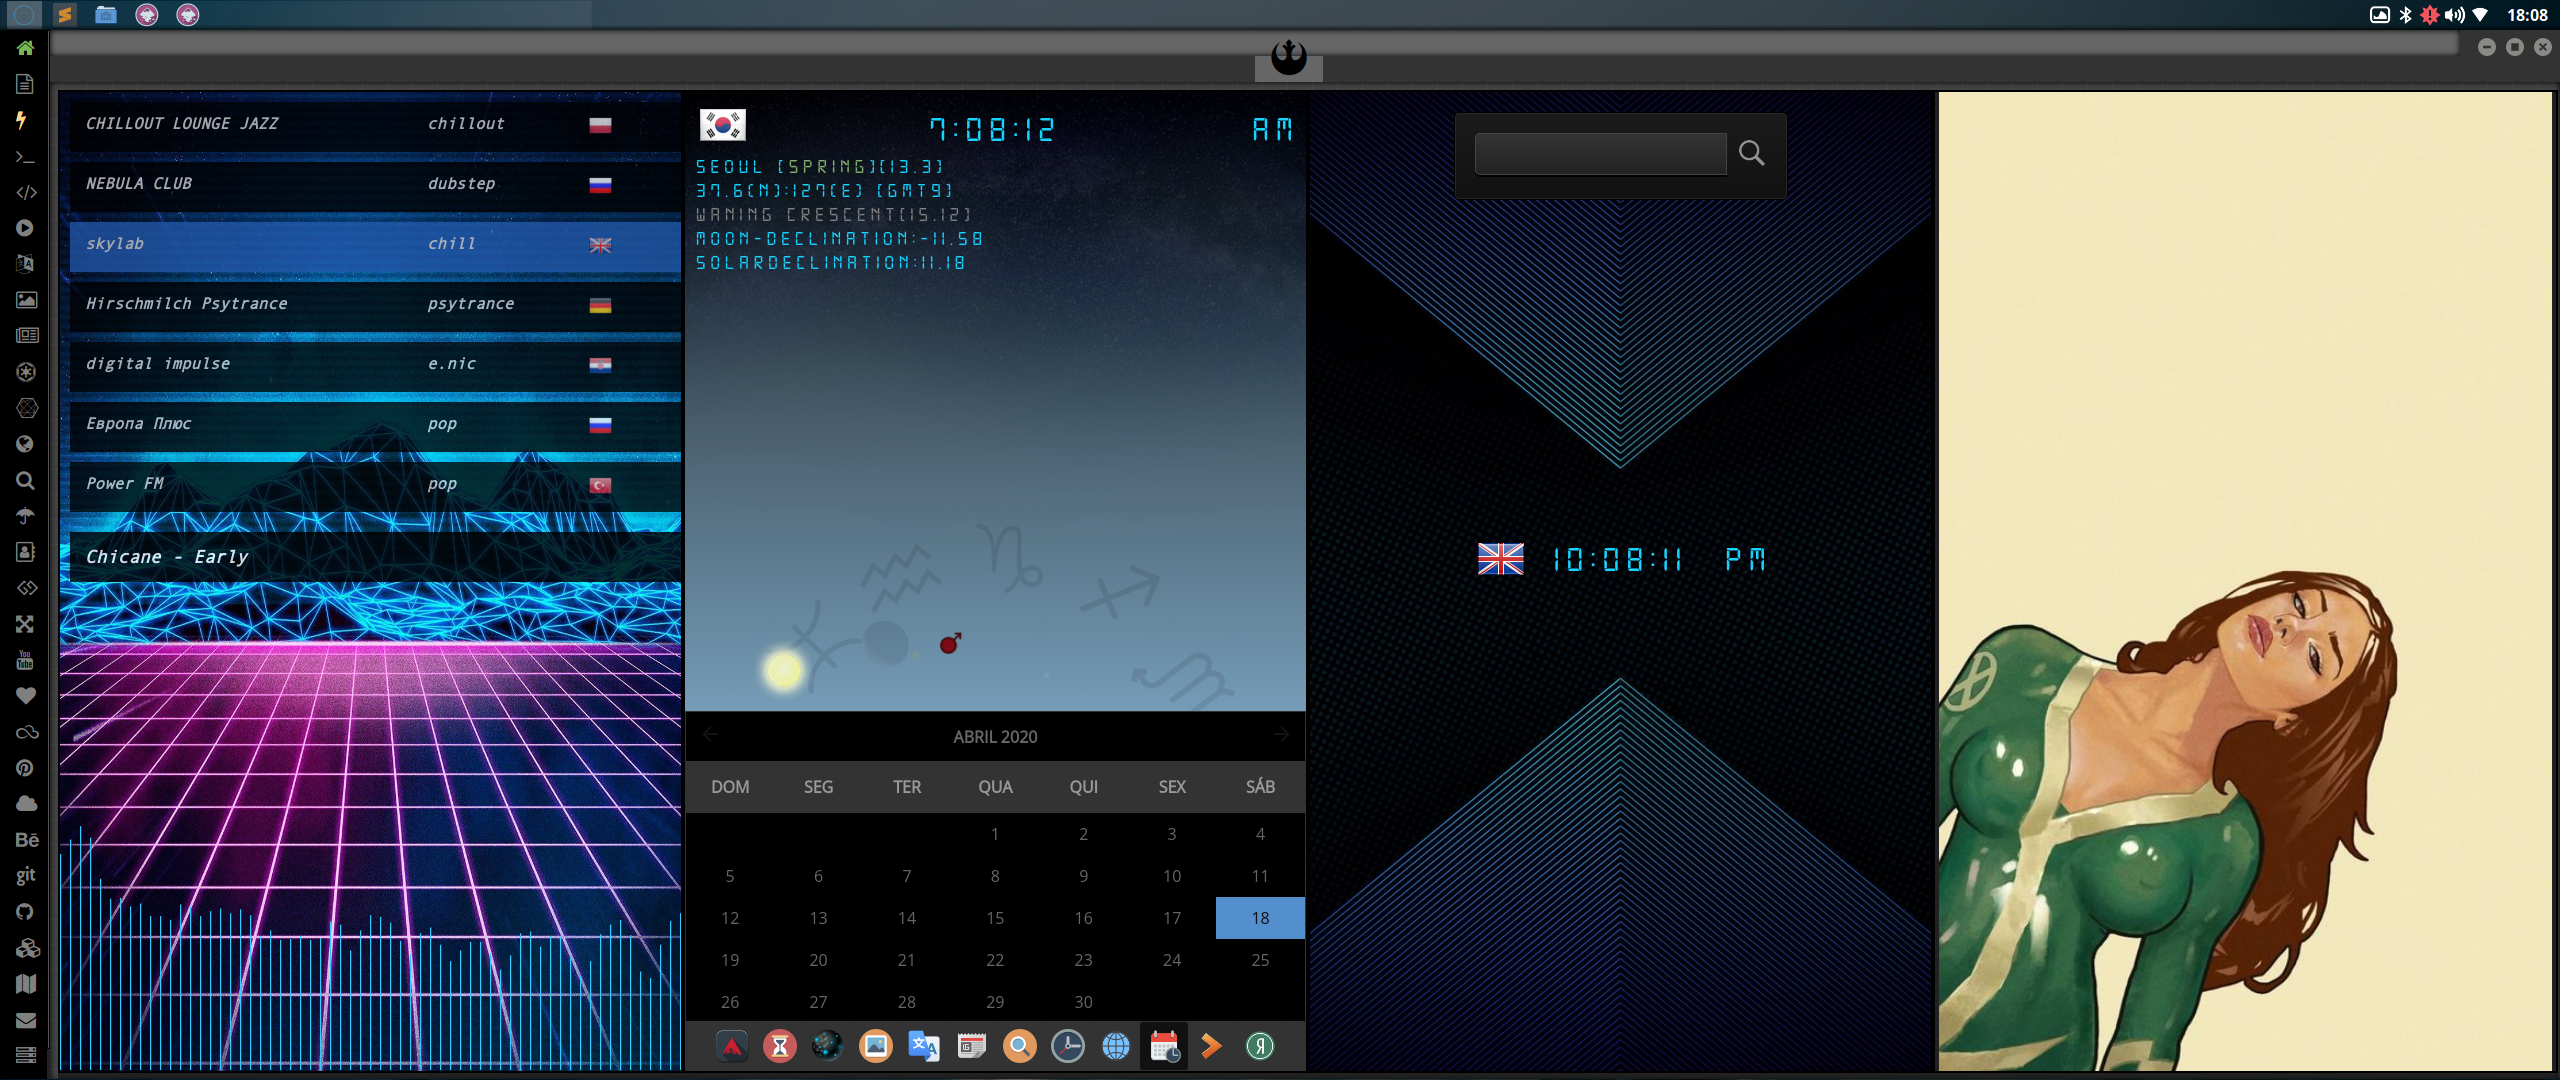 18:08
CHILLOUT LOUNGE JAZZ chillout
NEBULA CLUB dubstep
skylab chill
Hirschmilch Psytrance psytrance
digital impulse e.nic
Европа Плюс pop
Power FM pop
Chicane - Early
You Tube
Bē
git
7:08:12 AM
SEOUL [SPRING][13.3]
37.6(N):127(E) [GMT9]
WANING CRESCENT[15.12]
MOON-DECLINATION:-11.58
SOLARDECLINATION:11.18
ABRIL 2020
DOM SEG TER QUA QUI SEX SÁB
1 2 3 4
5 6 7 8 9 10 11
12 13 14 15 16 17 18
19 20 21 22 23 24 25
26 27 28 29 30
文 A
Я
10:08:11 PM